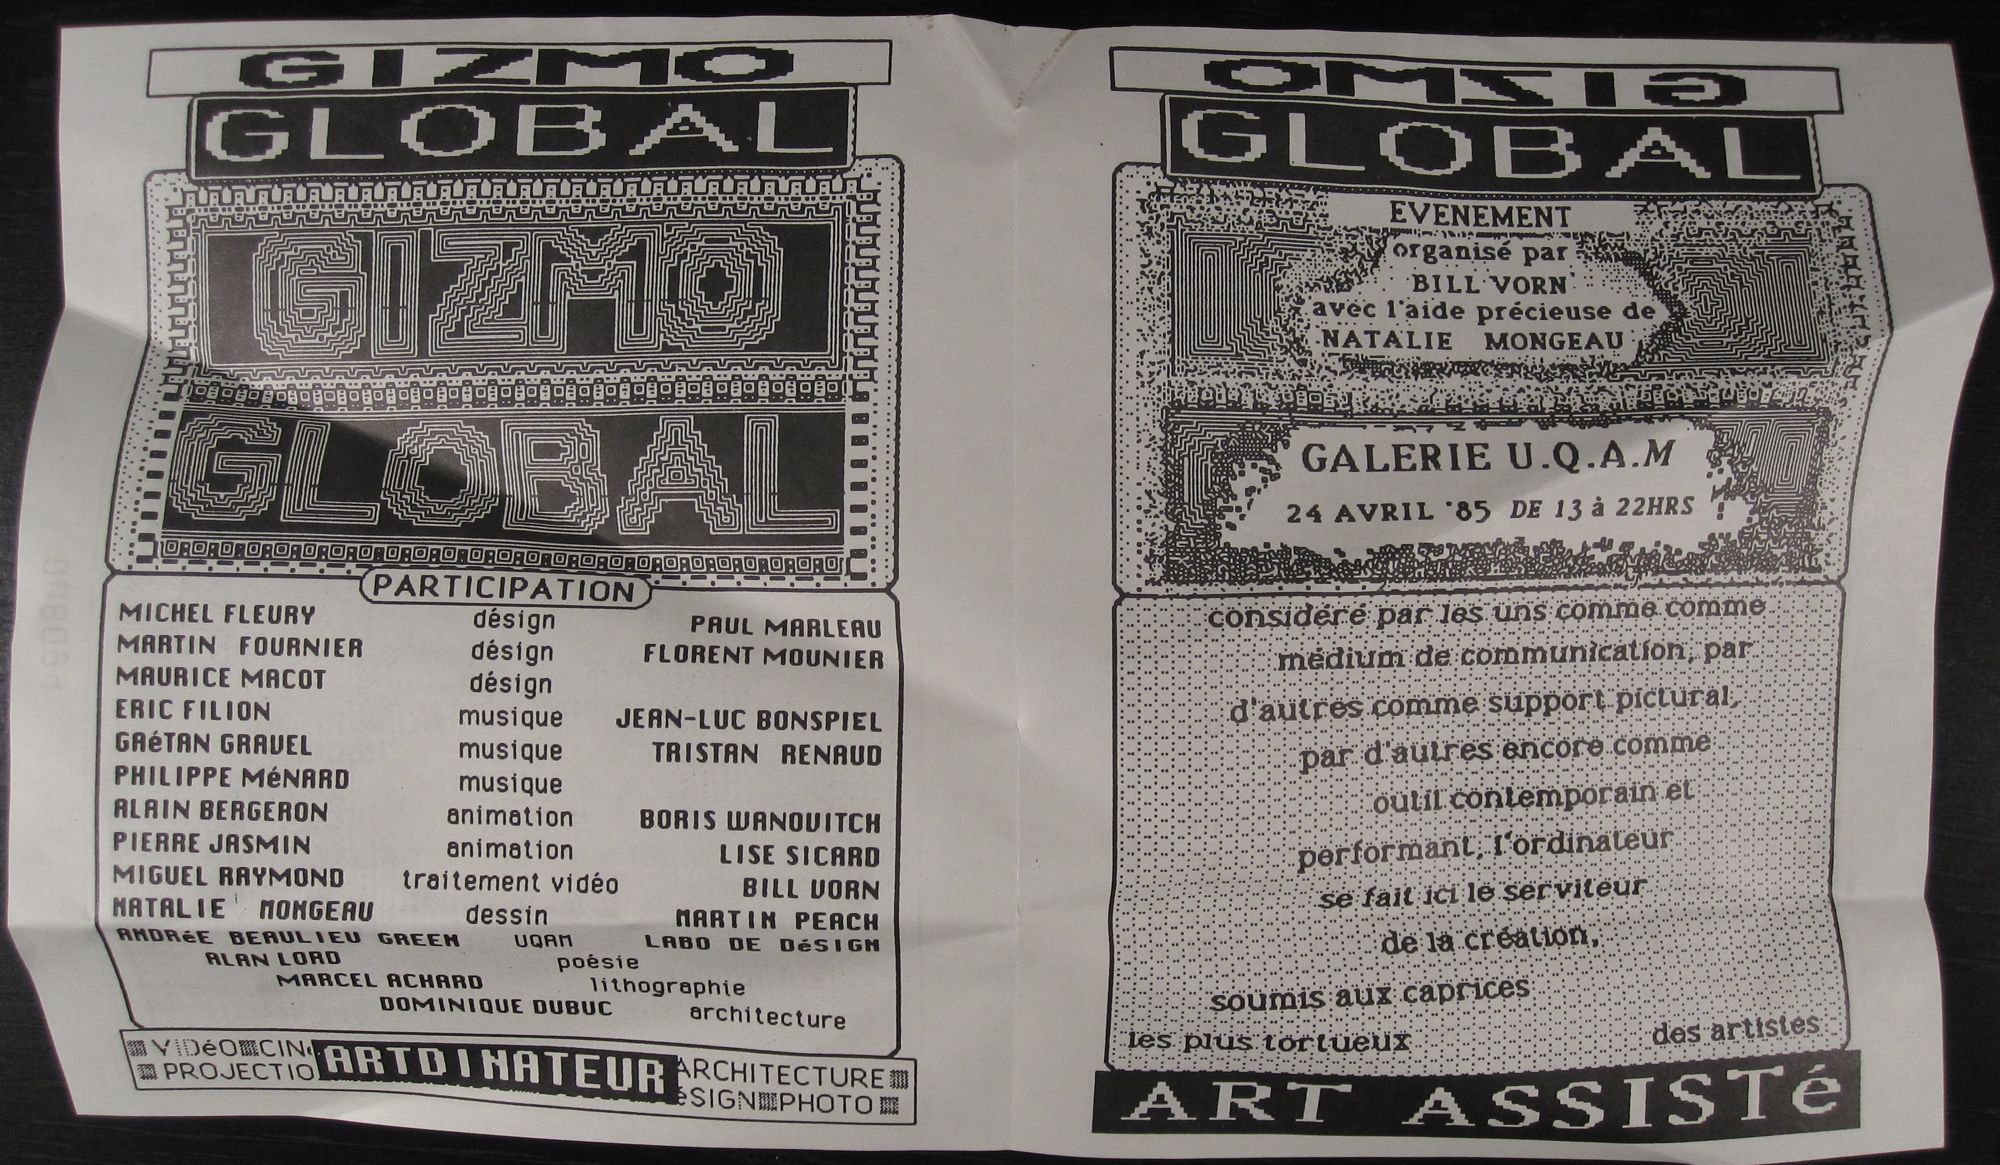 GIZMO
GLOBAL
GIZMO
GLOBAL
PARTICIPATION
MICHEL FLEURY désign PAUL MARLEAU
MARTIN FOURNIER désign FLORENT MOUNIER
MAURICE MACOT désign
ERIC FILION musique JEAN-LUC BONSPIEL
GAéTAN GRAVEL musique TRISTAN RENAUD
PHILIPPE MéNARD musique
ALAIN BERGERON animation BORIS WANOVITCH
PIERRE JASMIN animation LISE SICARD
MIGUEL RAYMOND traitement vidéo BILL VORN
NATALIE MONGEAU dessin MARTIN PEACH
ANDRéE BEAULIEU GREEN UQAM LABO DE DéSIGN
ALAN LORD poésie
MARCEL ACHARD lithographie
DOMINIQUE DUBUC architecture
VIDéO CINé ARCHITECTURE
PROJECTIO éSIGN PHOTO
ARTDINATEUR
GIZMO
GLOBAL
EVENEMENT
organisé par
BILL VORN
avec l'aide précieuse de
NATALIE MONGEAU
GALERIE U.Q.A.M
24 AVRIL '85 DE 13 à 22HRS
considéré par les uns comme comme
médium de communication, par
d'autres comme support pictural,
par d'autres encore comme
outil contemporain et
performant, l'ordinateur
se fait ici le serviteur
de la création,
soumis aux caprices
les plus tortueux des artistes
ART ASSISTé